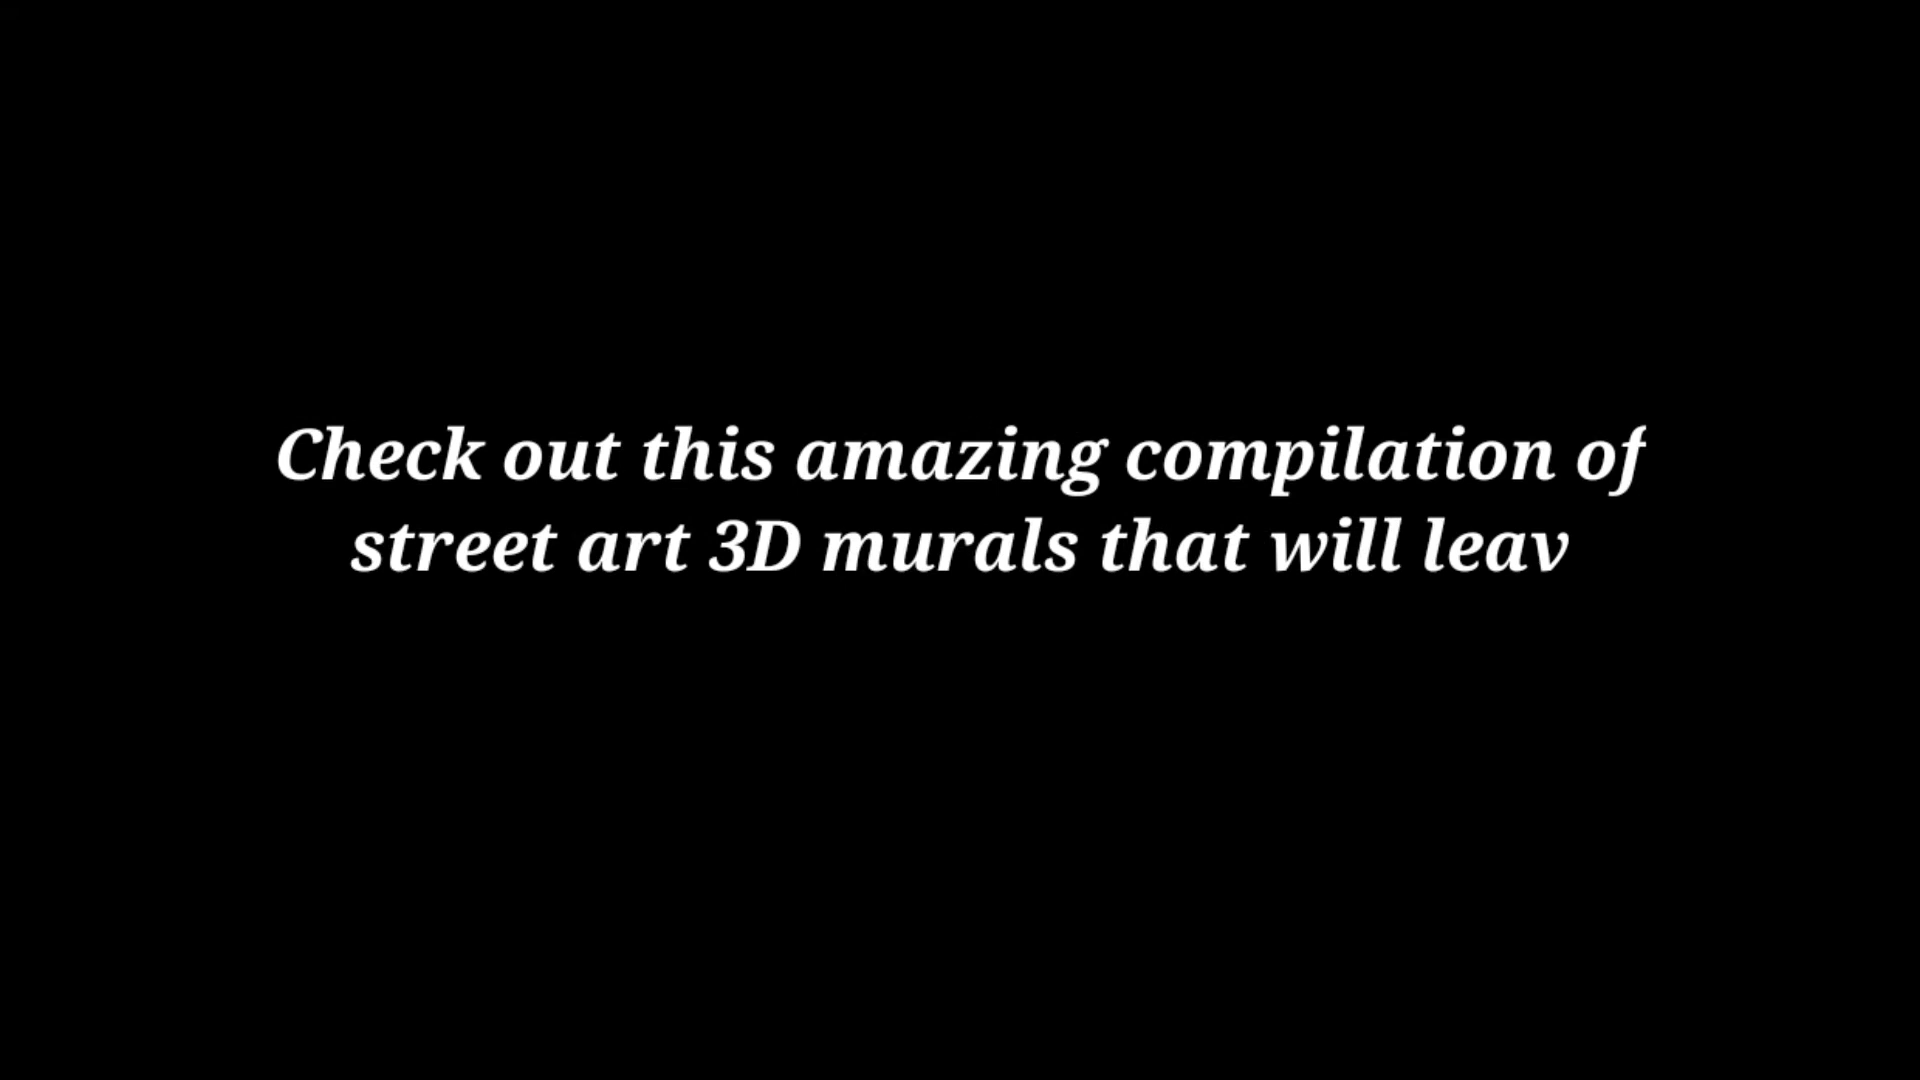 Check out this amazing compilation of
street art 3D murals that will leav